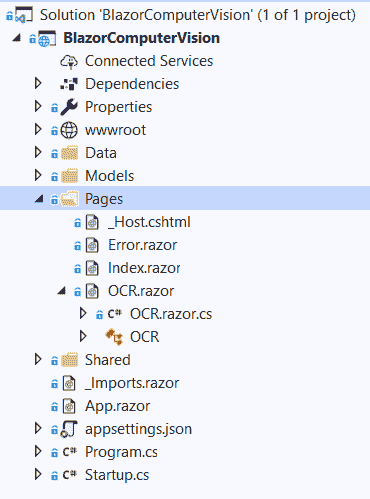 Solution 'BlazorComputerVision' (1 of 1 project)
BlazorComputerVision
Connected Services
Dependencies
Properties
wwwroot
Data
Models
Pages
_Host.cshtml
Error.razor
Index.razor
OCR.razor
C# OCR.razor.cs
OCR
Shared
_Imports.razor
App.razor
appsettings.json
C# Program.cs
C# Startup.cs